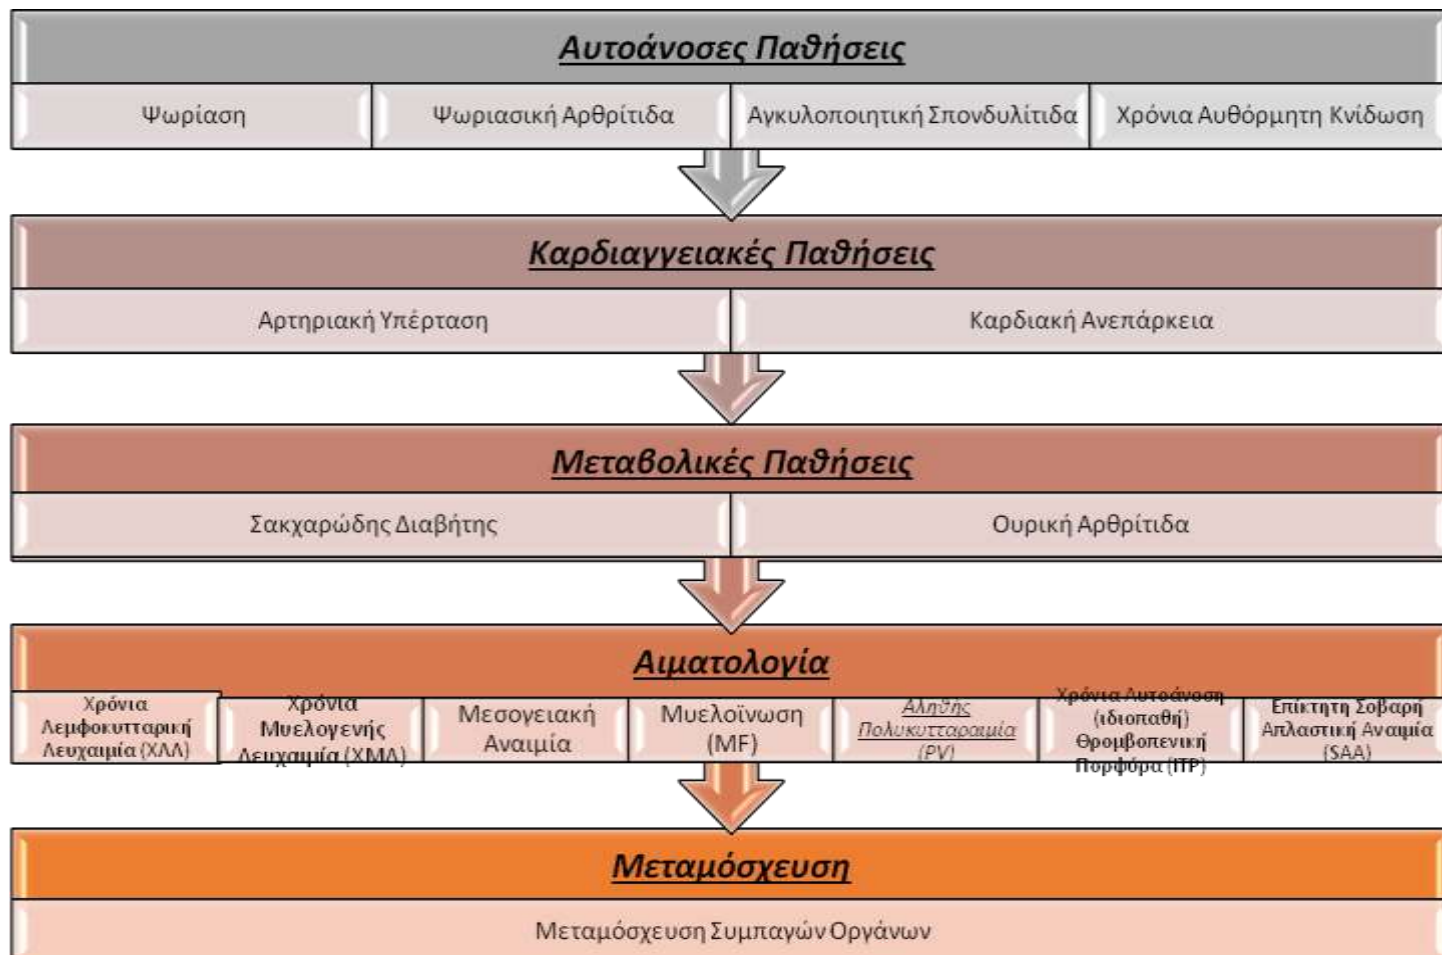 Αυτοάνοσες Παθήσεις
Ψωρίαση
Ψωριασική Αρθρίτιδα
Αγκυλοποιητική Σπονδυλίτιδα
Χρόνια Αυθόρμητη Κνίδωση
Καρδιαγγειακές Παθήσεις
Αρτηριακή Υπέρταση
Καρδιακή Ανεπάρκεια
Μεταβολικές Παθήσεις
Σακχαρώδης Διαβήτης
Ουρική Αρθρίτιδα
Αιματολογία
Χρόνια
Λεμφοκυτταρική
Λευχαιμία (ΧΛΛ)
Χρόνια
Μυελογενής
Λευχαιμία (ΧΜΛ)
Μεσογειακή
Αναιμία
Μυελοϊνωση
(MF)
Αληθής
Πολυκυτταραιμία
(PV)
Χρόνια Αυτοάνοση
(ιδιοπαθή)
Θρομβοπενική
Πορφύρα (ITP)
Επίκτητη Σοβαρή
Απλαστική Αναιμία
(SAA)
Μεταμόσχευση
Μεταμόσχευση Συμπαγών Οργάνων